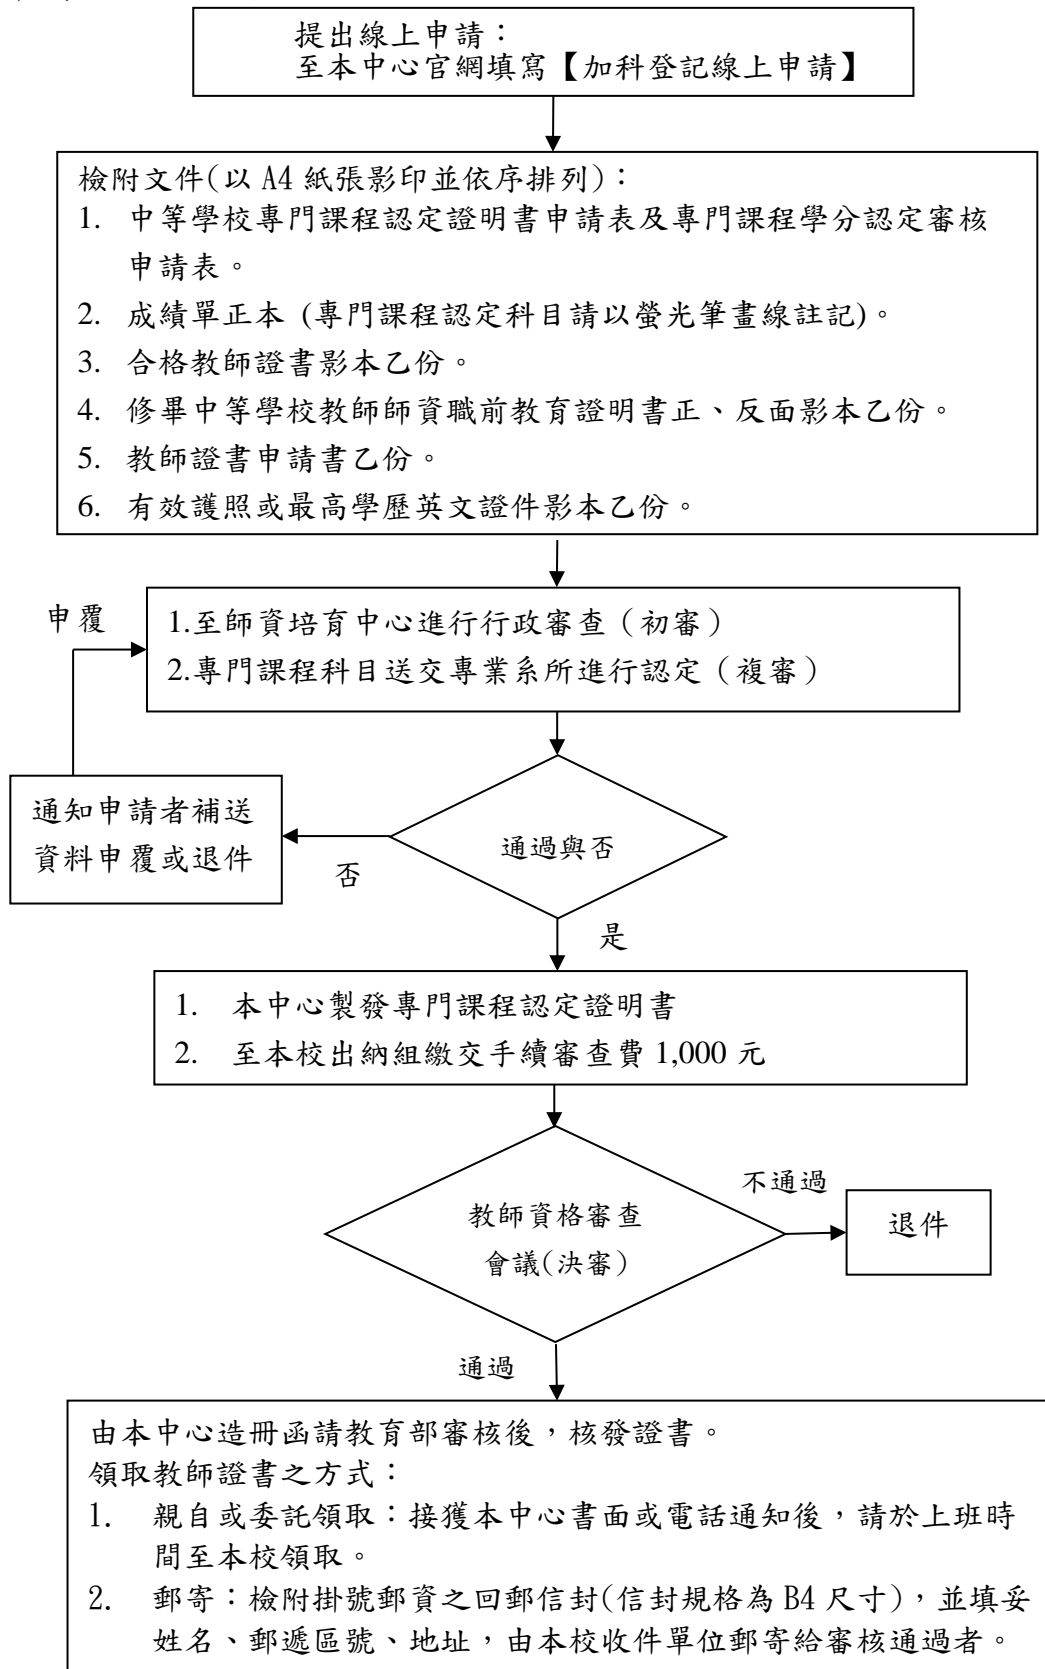 提出線上申請：
至本中心官網填寫【加科登記線上申請】
檢附文件(以 A4 紙張影印並依序排列)：
1. 中等學校專門課程認定證明書申請表及專門課程學分認定審核
申請表。
2. 成績單正本 (專門課程認定科目請以螢光筆畫線註記)。
3. 合格教師證書影本乙份。
4. 修畢中等學校教師師資職前教育證明書正、反面影本乙份。
5. 教師證書申請書乙份。
6. 有效護照或最高學歷英文證件影本乙份。
申覆
1.至師資培育中心進行行政審查（初審）
2.專門課程科目送交專業系所進行認定（複審）
通知申請者補送
資料申覆或退件
否
通過與否
是
1. 本中心製發專門課程認定證明書
2. 至本校出納組繳交手續審查費 1,000 元
教師資格審查
會議(決審)
不通過
退件
通過
由本中心造冊函請教育部審核後，核發證書。
領取教師證書之方式：
1. 親自或委託領取：接獲本中心書面或電話通知後，請於上班時
間至本校領取。
2. 郵寄：檢附掛號郵資之回郵信封(信封規格為 B4 尺寸)，並填妥
姓名、郵遞區號、地址，由本校收件單位郵寄給審核通過者。